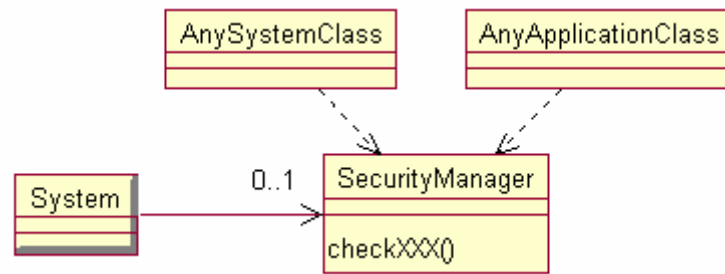 AnySystemClass
AnyApplicationClass
0..1
SecurityManager
System
checkXXX()